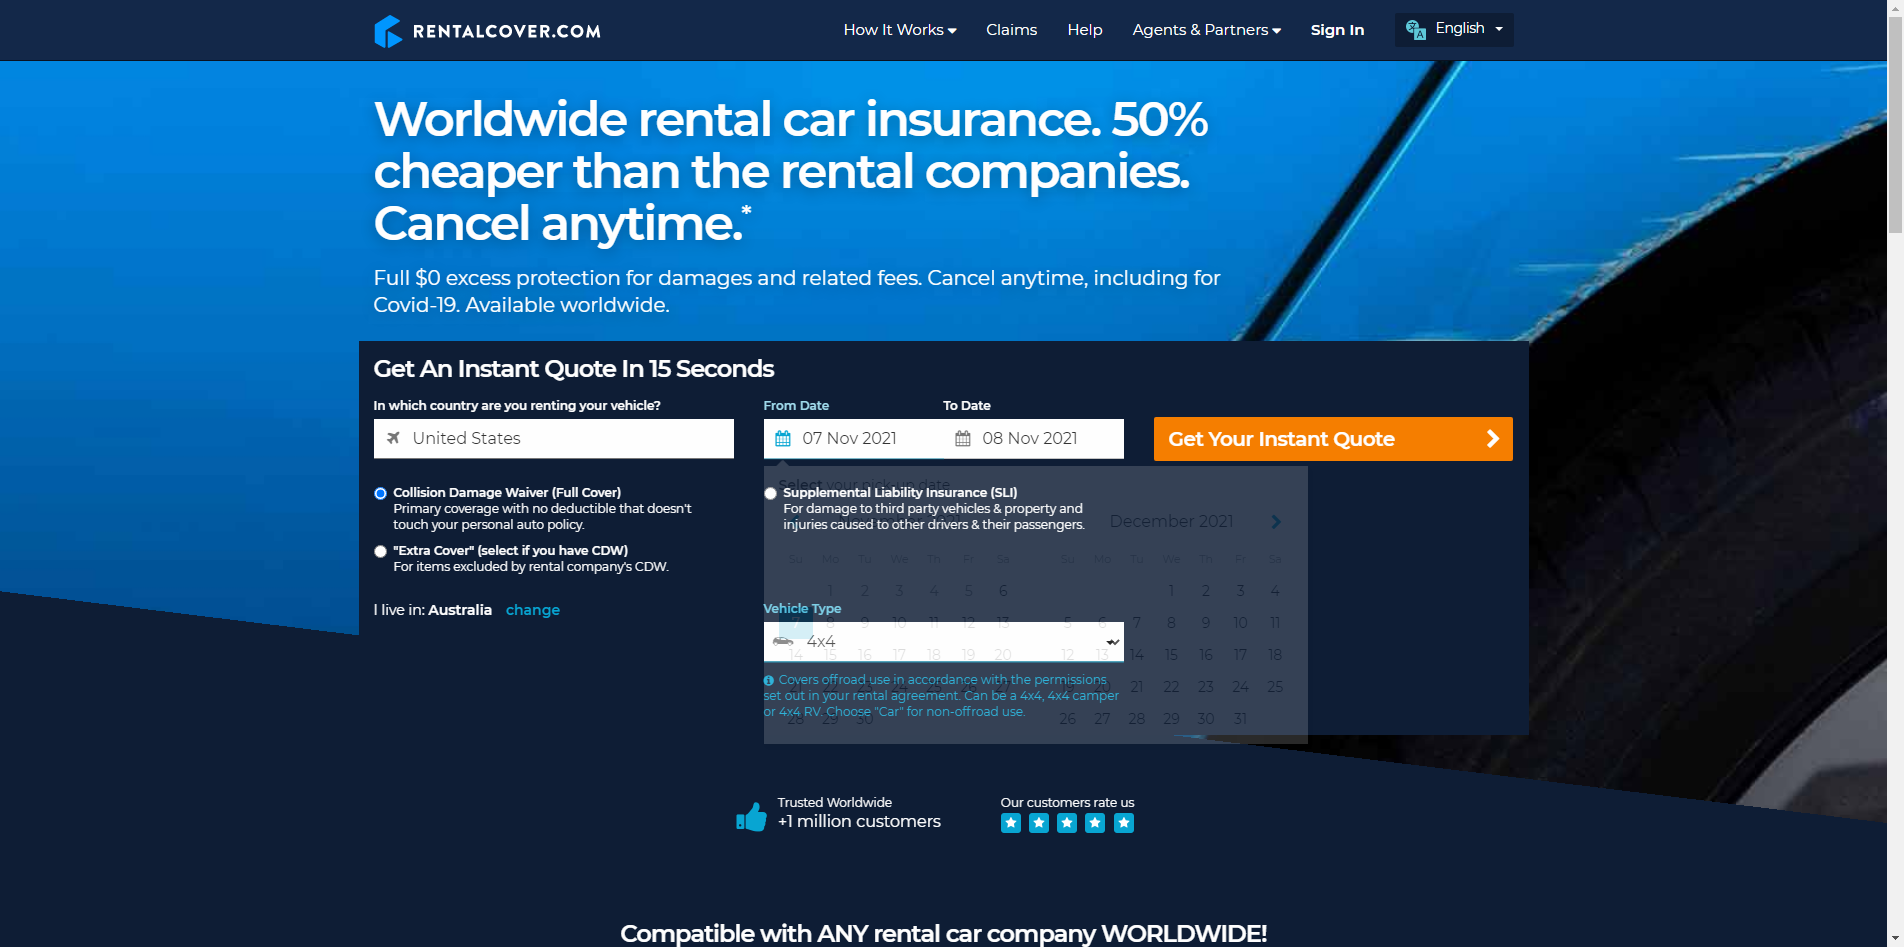 RENTALCOVER.COM
How It Works
Claims
Help
Agents & Partners
Sign In
English
Worldwide rental car insurance. 50%
cheaper than the rental companies.
Cancel anytime.*
Full $0 excess protection for damages and related fees. Cancel anytime, including for
Covid-19. Available worldwide.
Get An Instant Quote In 15 Seconds
In which country are you renting your vehicle?
United States
From Date
To Date
07 Nov 2021
08 Nov 2021
Get Your Instant Quote
Select your pick-up date
Collision Damage Waiver (Full Cover)
Primary coverage with no deductible that doesn't
touch your personal auto policy.
Supplemental Liability Insurance (SLI)
For damage to third party vehicles & property and
injuries caused to other drivers & their passengers.
"Extra Cover" (select if you have CDW)
For items excluded by rental company's CDW.
I live in: Australia change
December 2021
Su Mo Tu We Th Fr Sa
1 2 3 4 5 6
7 8 9 10 11 12 13
14 15 16 17 18 19 20
21 22 23 24 25 26 27
28 29 30
Su Mo Tu We Th Fr Sa
1 2 3 4
5 6 7 8 9 10 11
12 13 14 15 16 17 18
19 20 21 22 23 24 25
26 27 28 29 30 31
Vehicle Type
4x4
Covers offroad use in accordance with the permissions
set out in your rental agreement. Can be a 4x4, 4x4 camper
or 4x4 RV. Choose "Car" for non-offroad use.
Trusted Worldwide
+1 million customers
Our customers rate us
Compatible with ANY rental car company WORLDWIDE!